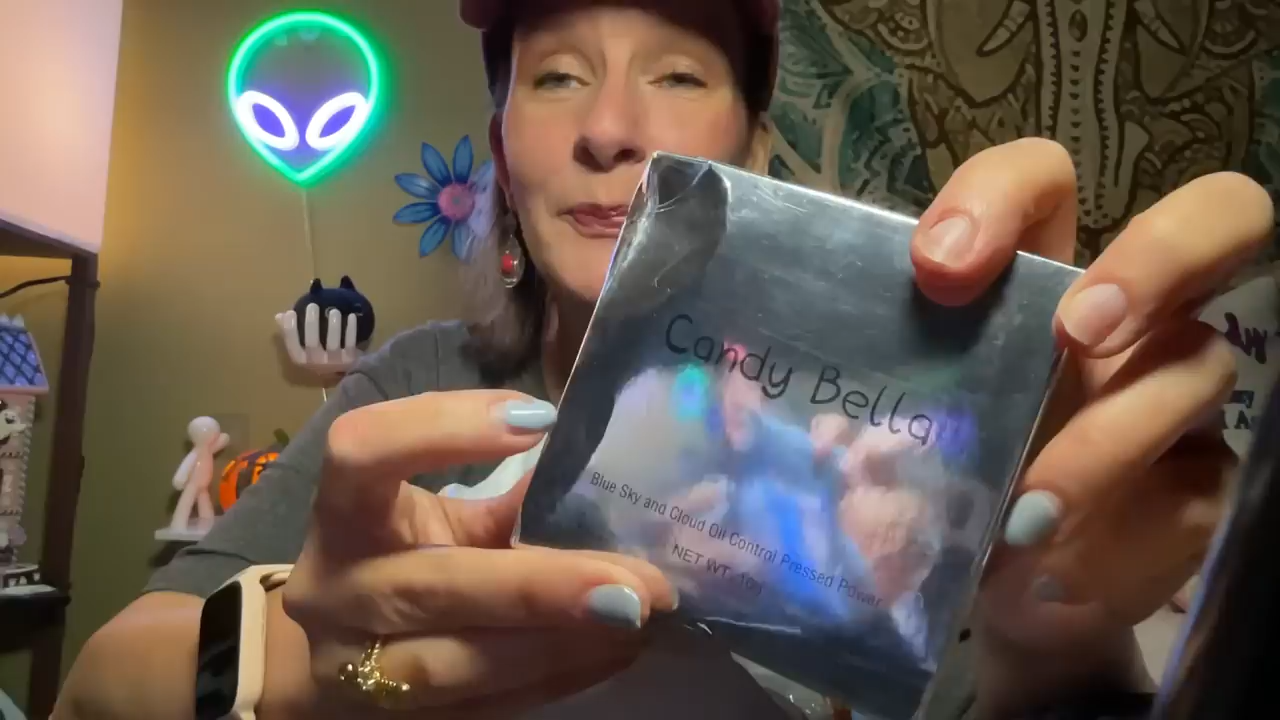 Candy Bella
Blue Sky and Cloud Oil Control Pressed Power
NET WT. 10g